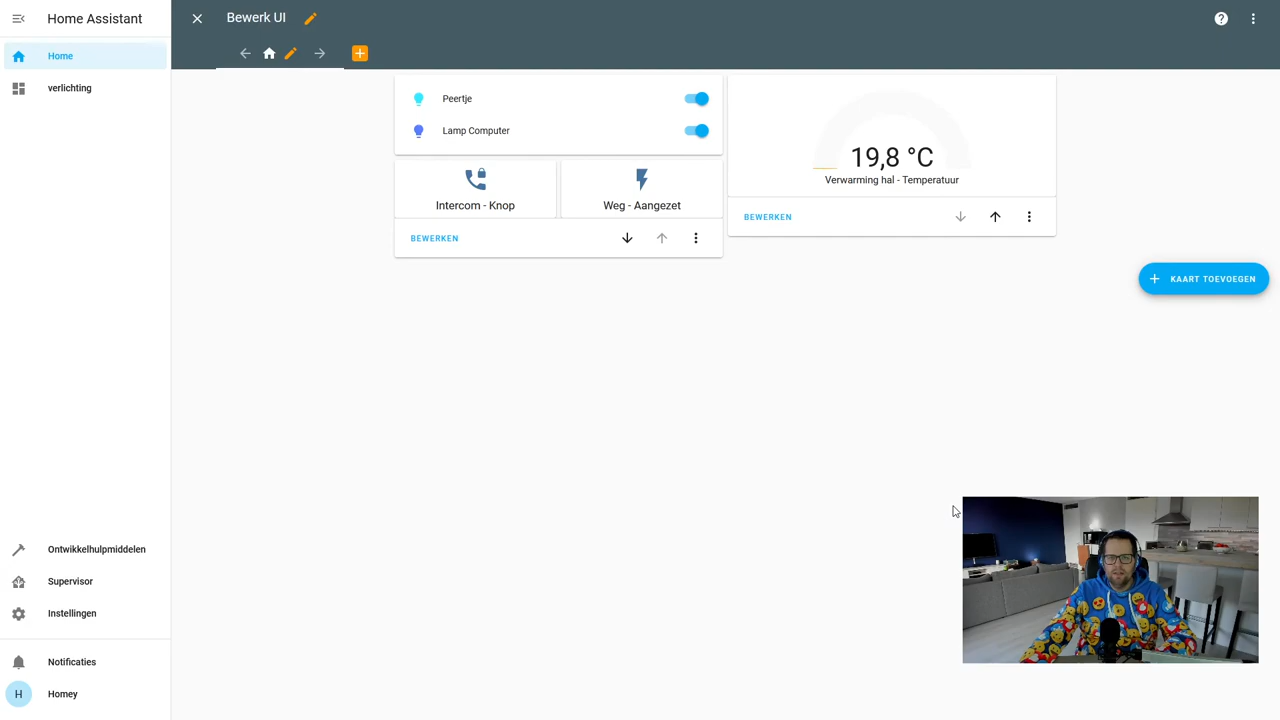 Home Assistant
Bewerk UI
Home
verlichting
Peertje
Lamp Computer
Intercom - Knop
Weg - Aangezet
BEWERKEN
19,8 °C
Verwarming hal - Temperatuur
BEWERKEN
KAART TOEVOEGEN
Ontwikkelhulpmiddelen
Supervisor
Instellingen
Notificaties
H
Homey